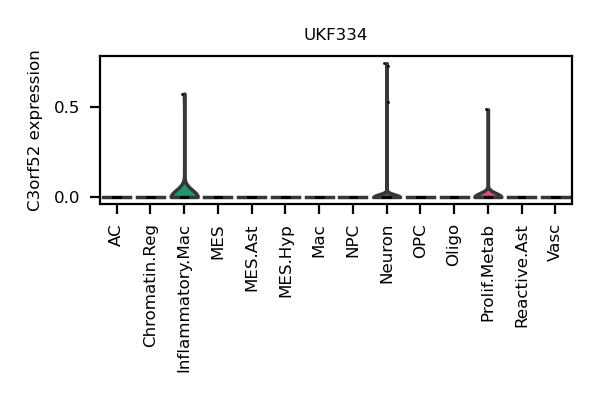 UKF334
C3orf52 expression
0.5
0.0
AC
Chromatin.Reg
Inflammatory.Mac
MES
MES.Ast
MES.Hyp
Mac
NPC
Neuron
OPC
Oligo
Prolif.Metab
Reactive.Ast
Vasc